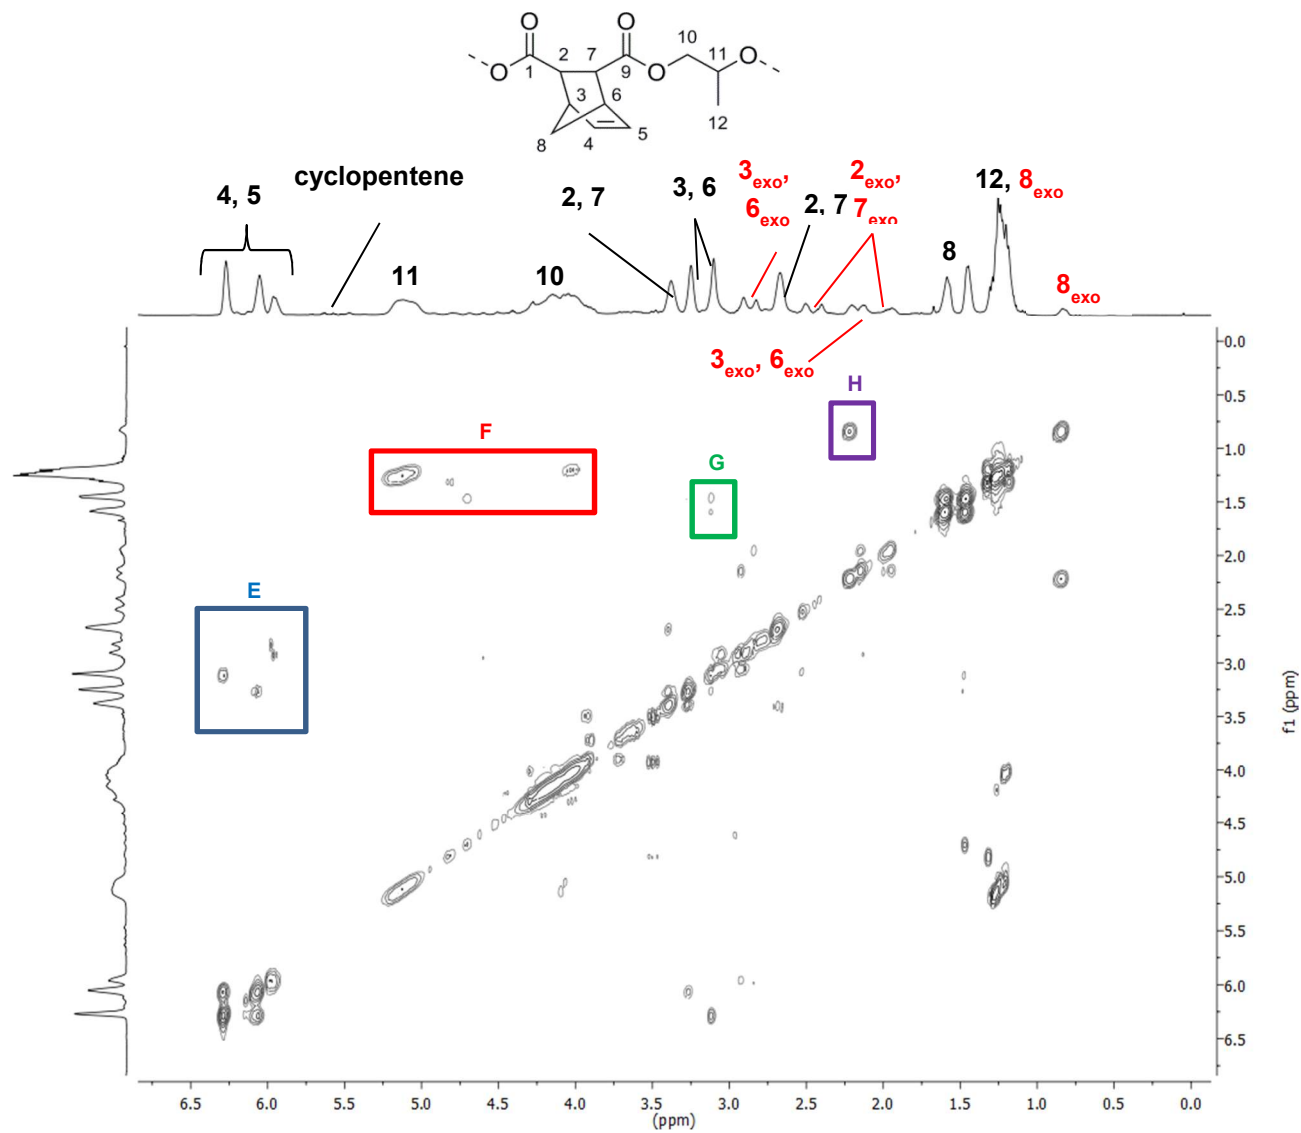 O O
10
2 7 11 O
O 1 9 O
3 6
12
8 4 5
cyclopentene
4, 5
2, 7
3, 6
3exo,
6exo
2exo,
7exo
2, 7
12, 8exo
11
10
8
8exo
3exo, 6exo
H
F
G
E
0.0
0.5
1.0
1.5
2.0
2.5
3.0
3.5
4.0
4.5
5.0
5.5
6.0
6.5
f1 (ppm)
6.5 6.0 5.5 5.0 4.5 4.0 3.5 3.0 2.5 2.0 1.5 1.0 0.5 0.0
(ppm)